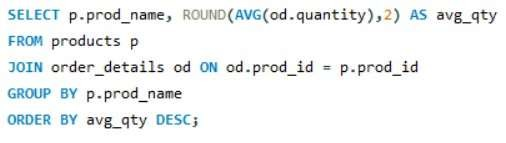 SELECT p.prod_name, ROUND(AVG(od.quantity),2) AS avg_qty
FROM products p
JOIN order_details od ON od.prod_id = p.prod_id
GROUP BY p.prod_name
ORDER BY avg_qty DESC;